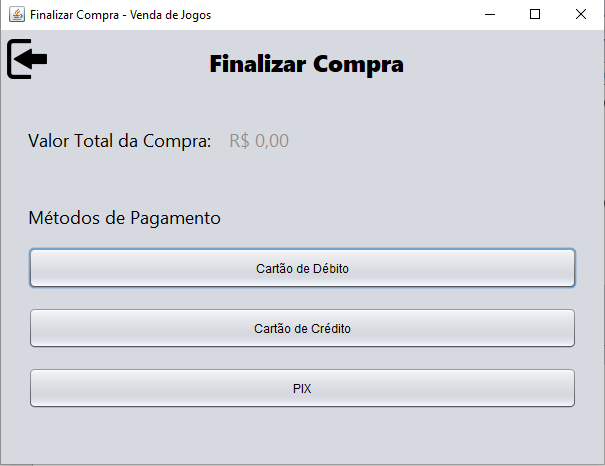 Finalizar Compra - Venda de Jogos
Finalizar Compra
Valor Total da Compra: R$ 0,00
Métodos de Pagamento
Cartão de Débito
Cartão de Crédito
PIX